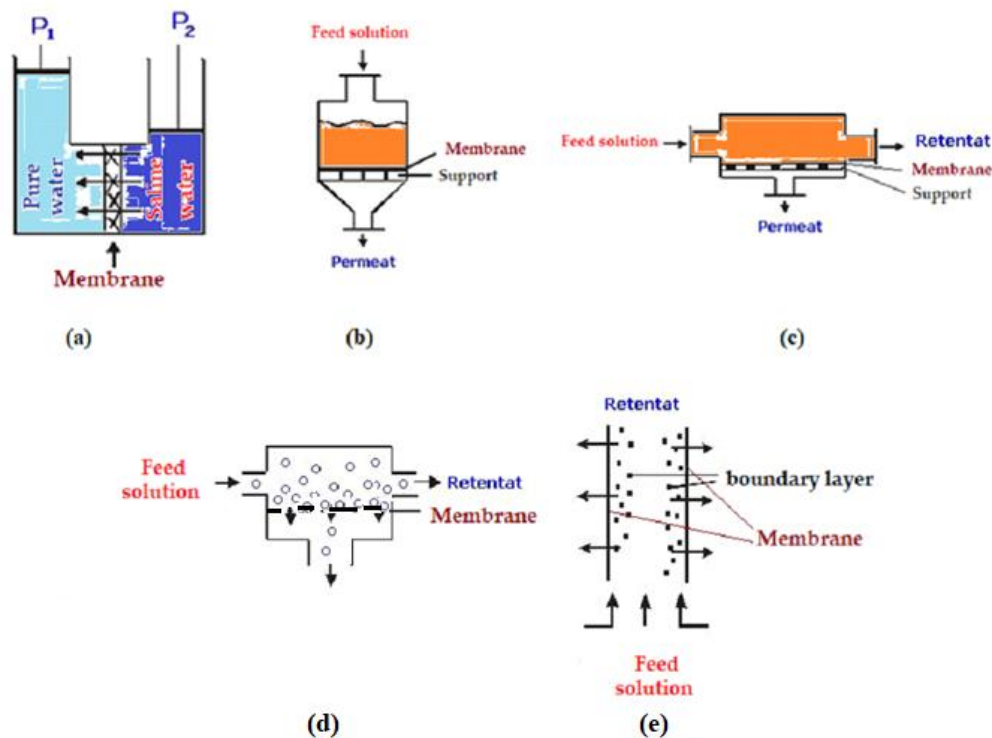 P1
P2
Pure
water
Saline
water
Membrane
(a)
Feed solution
Membrane
Support
Permeat
(b)
Feed solution
Retentat
Membrane
Support
Permeat
(c)
Feed
solution
Retentat
Membrane
(d)
Retentat
boundary layer
Membrane
Feed
solution
(e)